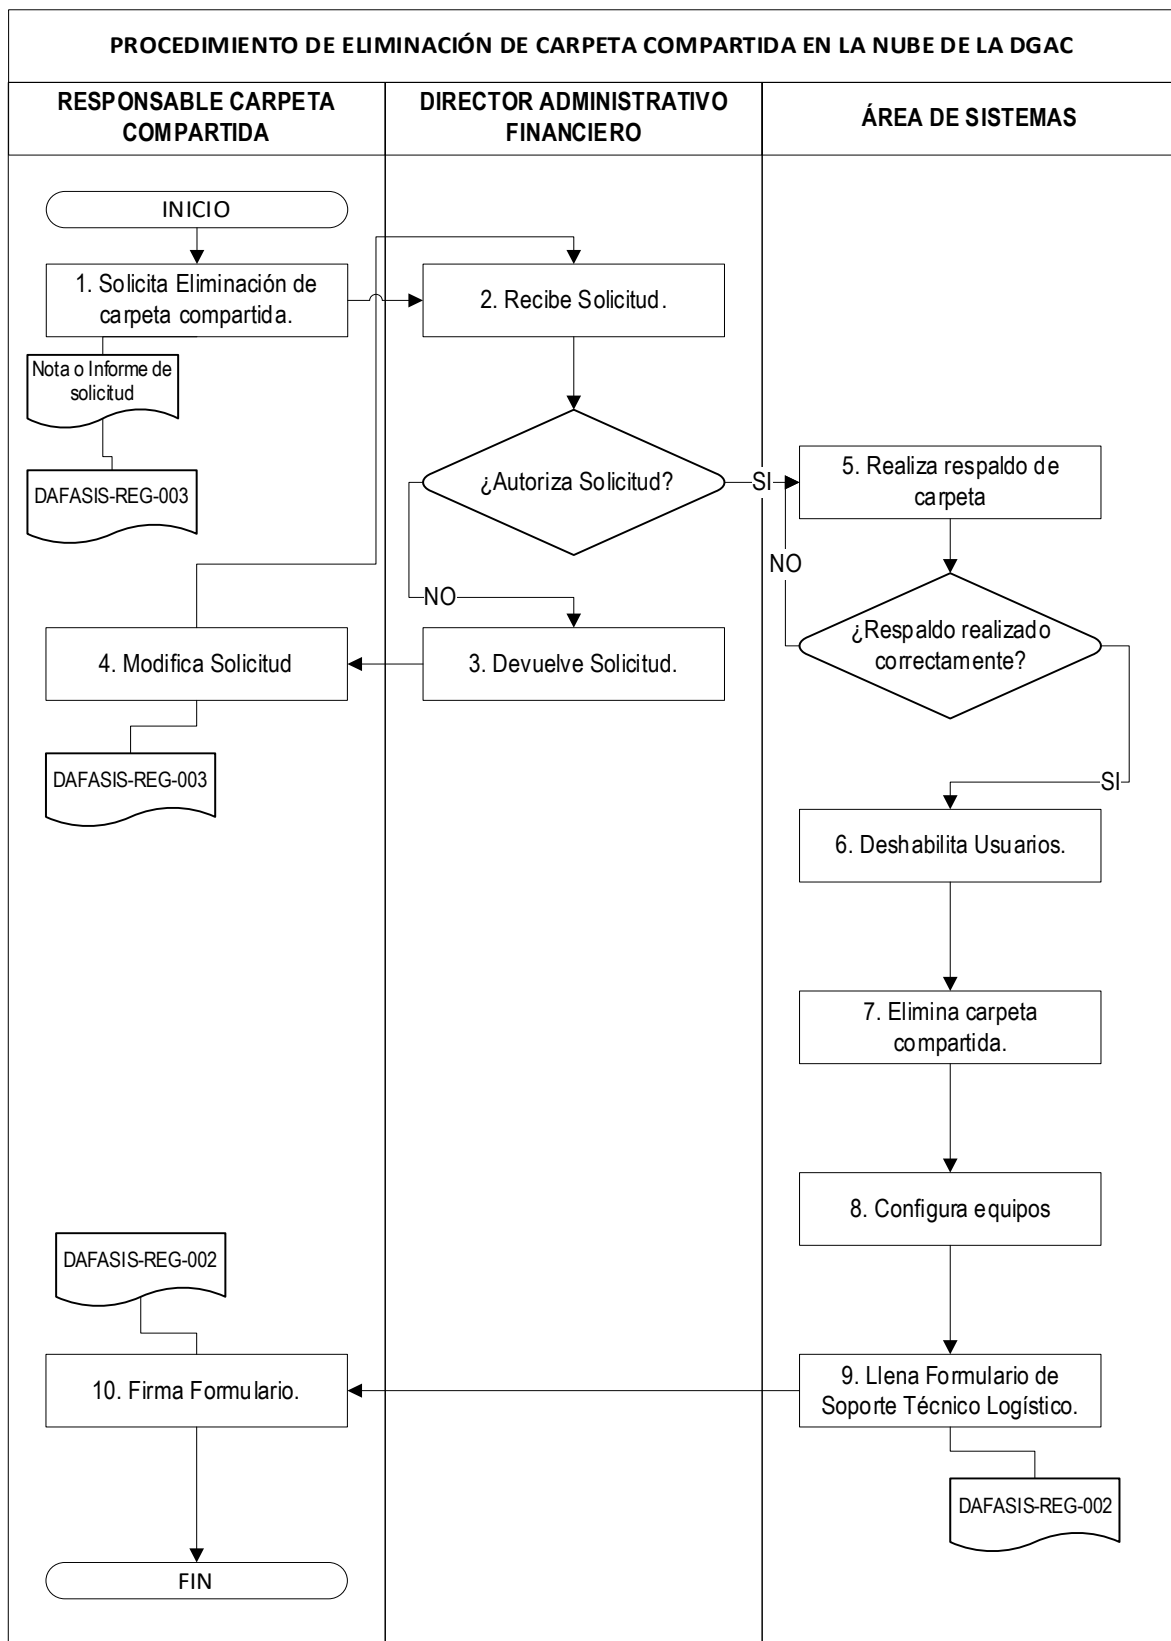 PROCEDIMIENTO DE ELIMINACIÓN DE CARPETA COMPARTIDA EN LA NUBE DE LA DGAC
RESPONSABLE CARPETA
COMPARTIDA
DIRECTOR ADMINISTRATIVO
FINANCIERO
ÁREA DE SISTEMAS
INICIO
1. Solicita Eliminación de
carpeta compartida.
2. Recibe Solicitud.
Nota o Informe de
solicitud
DAFASIS-REG-003
¿Autoriza Solicitud?
SI
NO
5. Realiza respaldo de
carpeta
NO
¿Respaldo realizado
correctamente?
SI
3. Devuelve Solicitud.
4. Modifica Solicitud
DAFASIS-REG-003
6. Deshabilita Usuarios.
7. Elimina carpeta
compartida.
8. Configura equipos
9. Llena Formulario de
Soporte Técnico Logístico.
DAFASIS-REG-002
DAFASIS-REG-002
10. Firma Formulario.
FIN